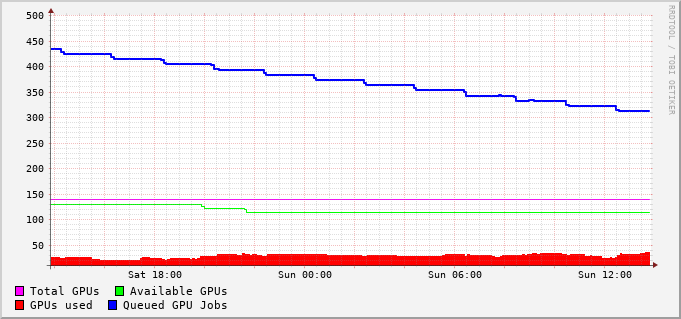 500
450
400
350
300
250
200
150
100
50
Sat 18:00 Sun 00:00 Sun 06:00 Sun 12:00
Total GPUs Available GPUs
GPUs used Queued GPU Jobs
RRDTOOL / TOBI OETIKER